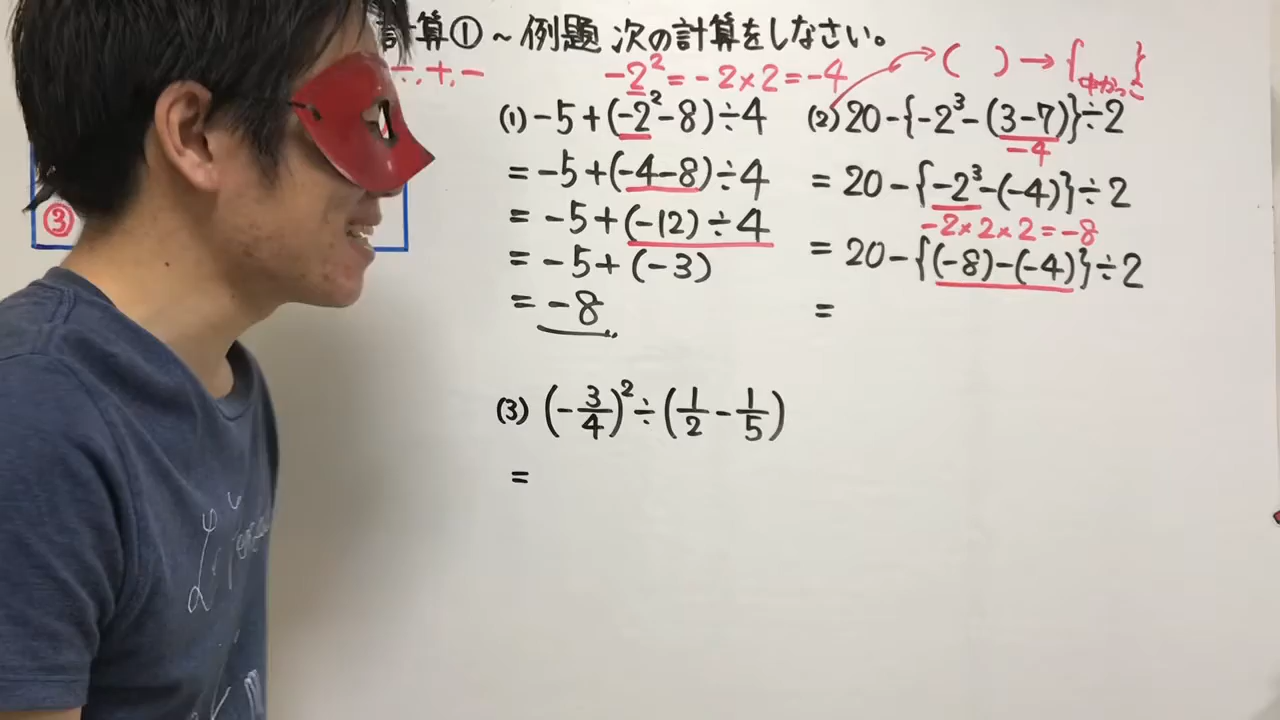 計算① ~ 例題 次の計算をしなさい。
÷, +, −
-2² = -2×2 = -4
( ) → { }
中かっこ
(1) -5+(-2²-8)÷4
= -5+(-4-8)÷4
= -5+(-12)÷4
= -5+(-3)
= -8
(2) 20-{-2³-(3-7)}÷2
-4
= 20-{-2³-(-4)}÷2
-2×2×2=-8
= 20-{(-8)-(-4)}÷2
=
③
(3) (-3/4)²÷(1/2-1/5)
=